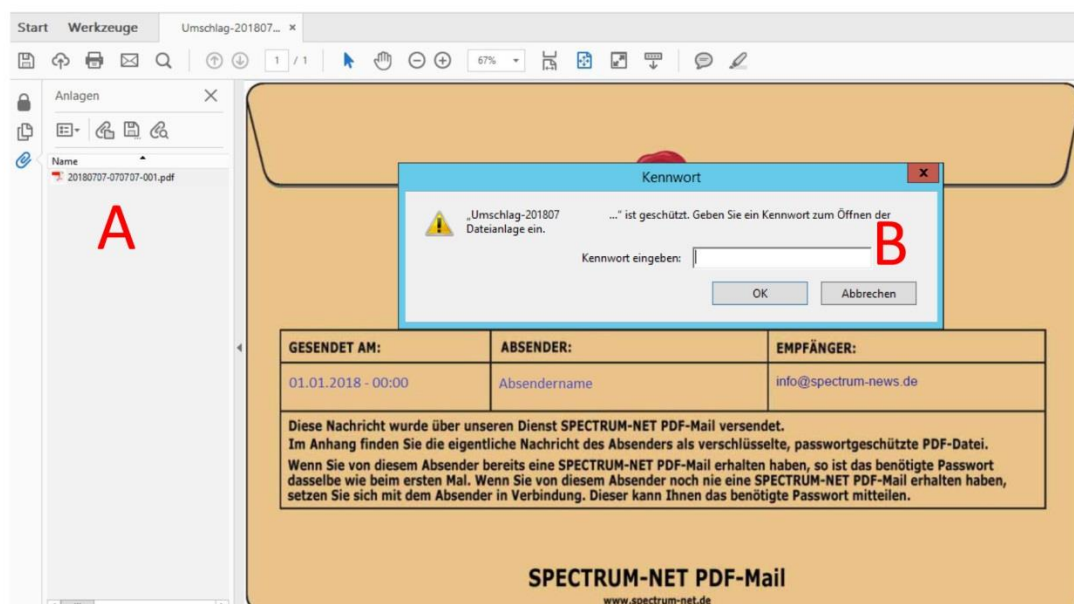 Start Werkzeuge Umschlag-201807... ×
1 / 1 67%
Anlagen
Name
20180707-070707-001.pdf
A
Kennwort
x
„Umschlag-201807 ..." ist geschützt. Geben Sie ein Kennwort zum Öffnen der
Dateianlage ein.
B
Kennwort eingeben:
OK Abbrechen
GESENDET AM: ABSENDER: EMPFÄNGER:
01.01.2018 - 00:00 Absendername info@spectrum-news.de
Diese Nachricht wurde über unseren Dienst SPECTRUM-NET PDF-Mail versendet.
Im Anhang finden Sie die eigentliche Nachricht des Absenders als verschlüsselte, passwortgeschützte PDF-Datei.
Wenn Sie von diesem Absender bereits eine SPECTRUM-NET PDF-Mail erhalten haben, so ist das benötigte Passwort
dasselbe wie beim ersten Mal. Wenn Sie von diesem Absender noch nie eine SPECTRUM-NET PDF-Mail erhalten haben,
setzen Sie sich mit dem Absender in Verbindung. Dieser kann Ihnen das benötigte Passwort mitteilen.
SPECTRUM-NET PDF-Mail
www.spectrum-net.de